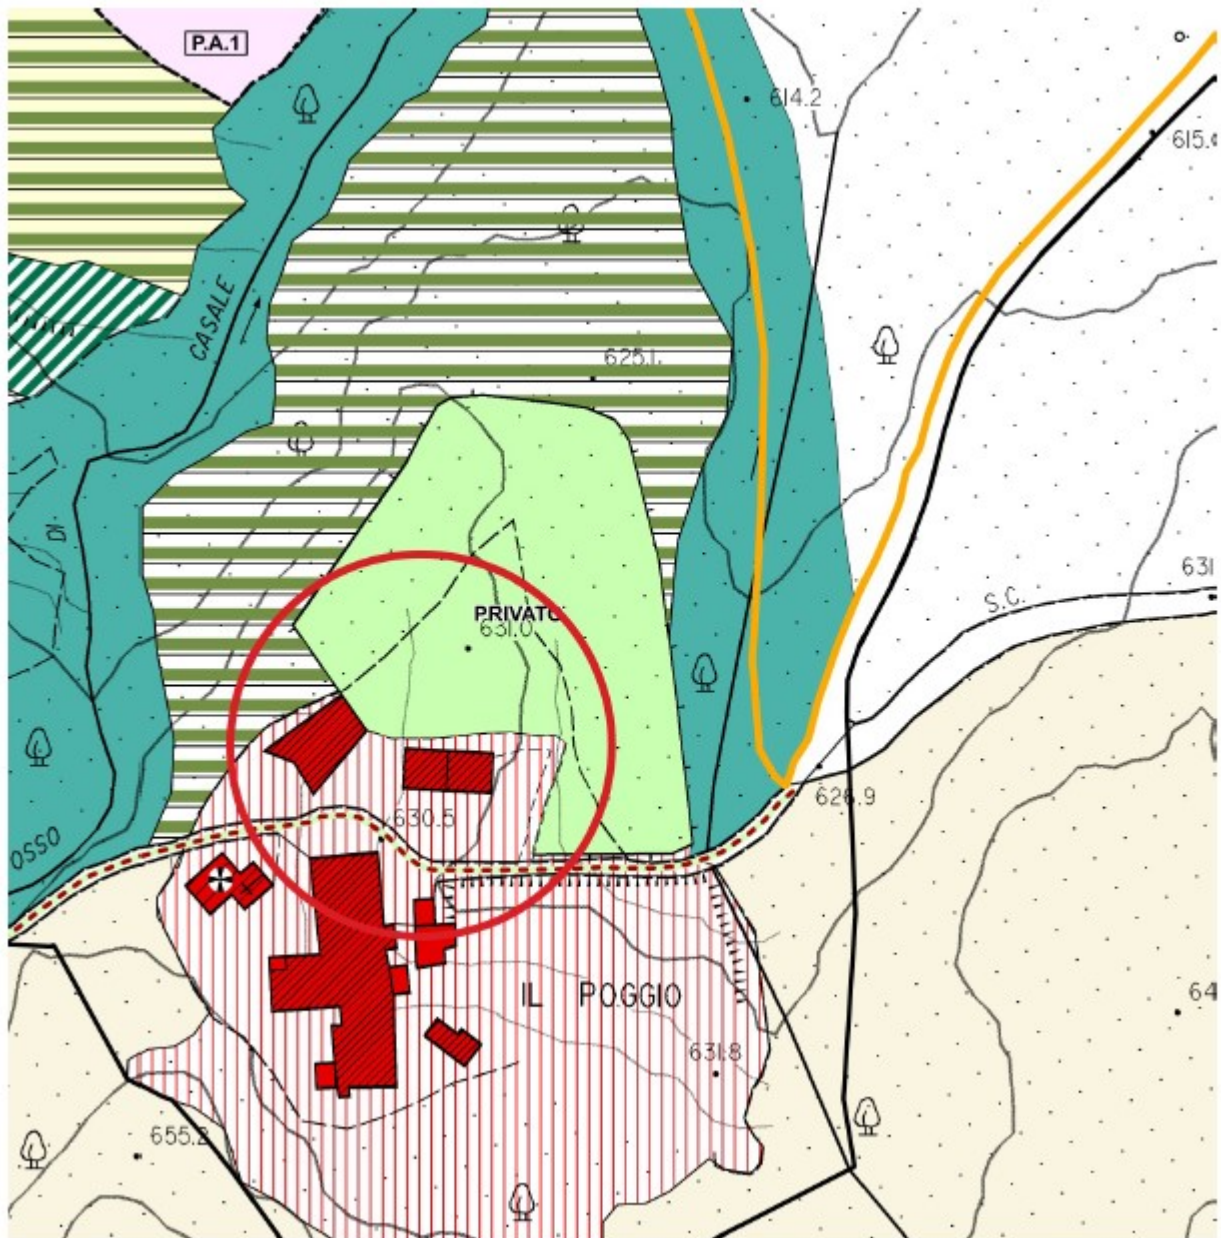 P.A.1
614.2
615.
CASALE
625.1.
DI
PRIVATO
631.0
631
S.C.
626.9
630.5
OSSO
IL POGGIO
64
631.8
655.2